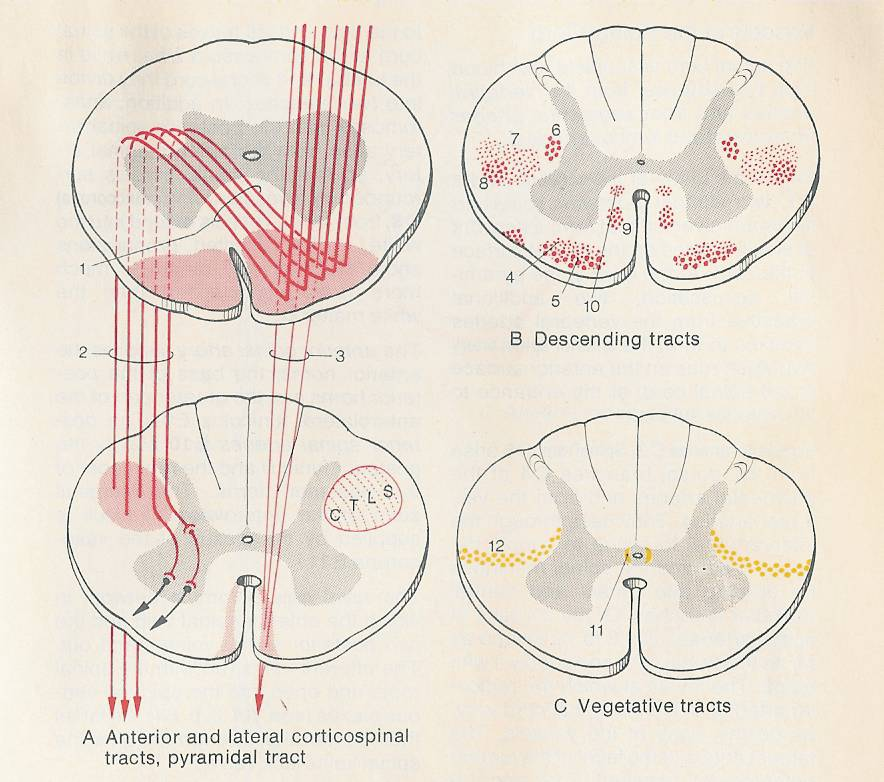 1
2
3
C T L S
A Anterior and lateral corticospinal
tracts, pyramidal tract
6
7
8
9
4
5
10
B Descending tracts
12
11
C Vegetative tracts